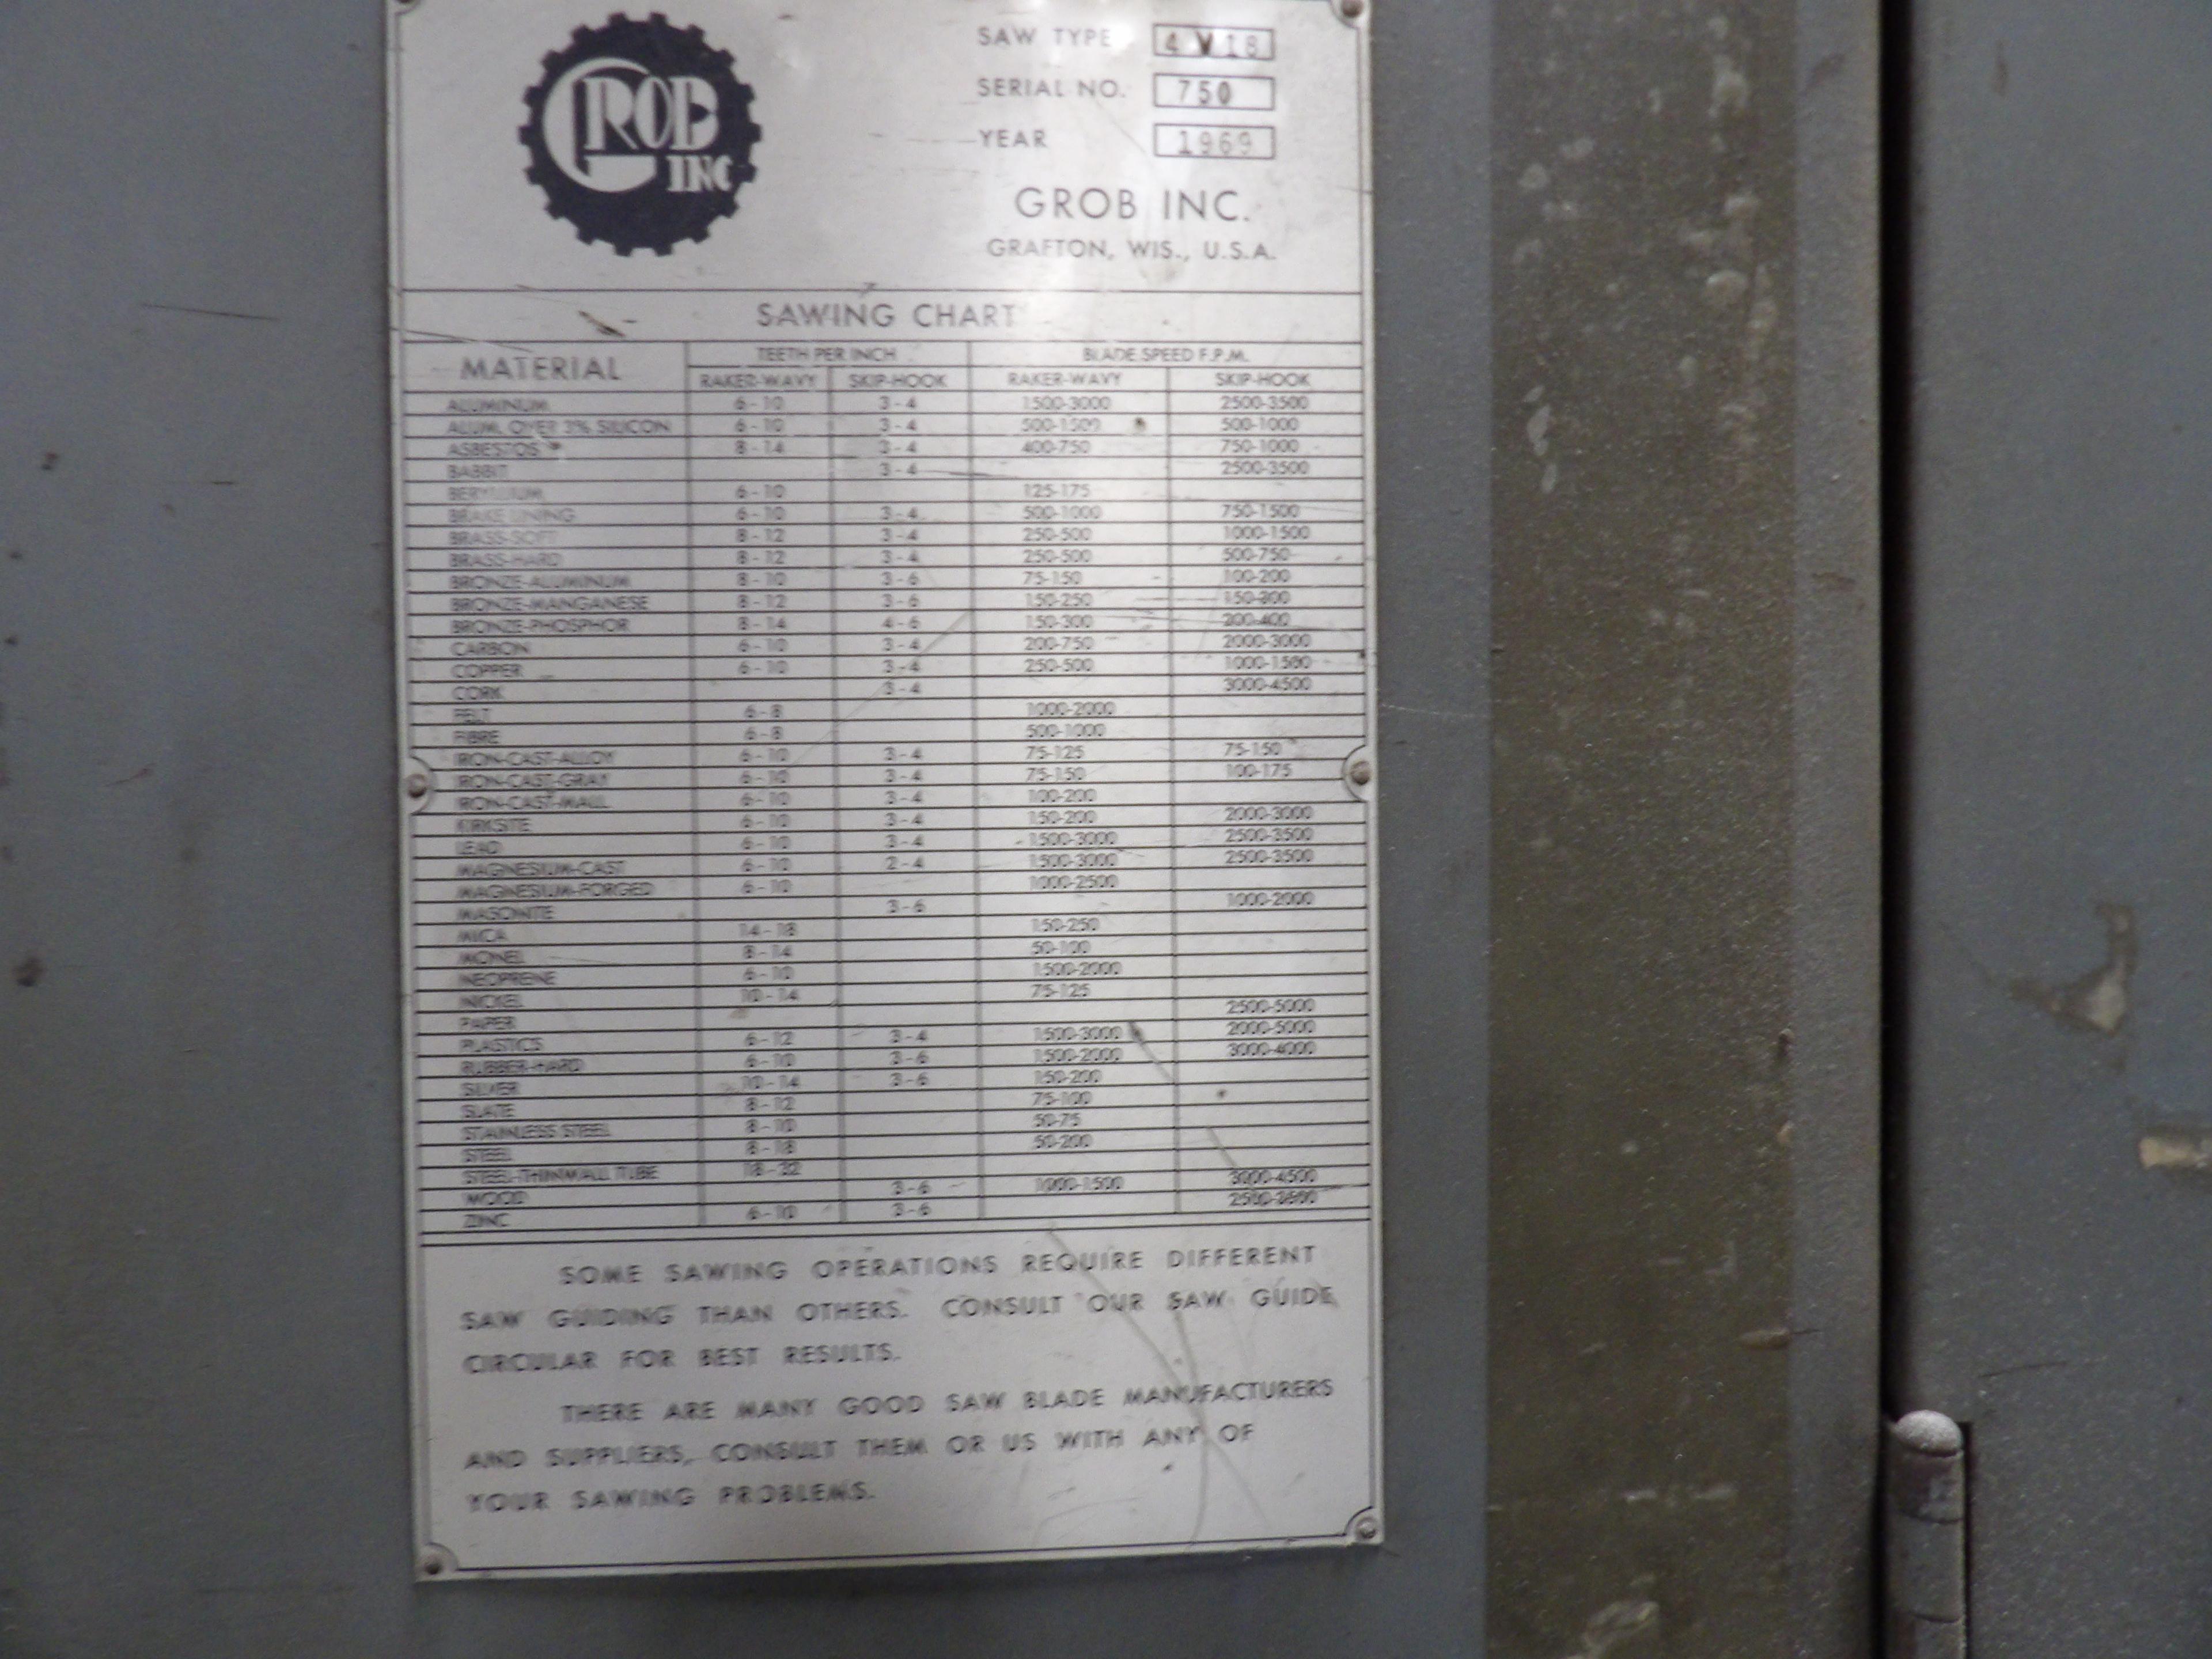 GROB INC
SAW TYPE 4V18
SERIAL NO. 750
YEAR 1969
GROB INC.
GRAFTON, WIS., U.S.A.
SAWING CHART
MATERIAL TEETH PER INCH BLADE SPEED F.P.M.
RAKER-WAVY SKIP-HOOK RAKER-WAVY SKIP-HOOK
ALUMINUM 6-10 3-4 1500-3000 2500-3500
ALUM. OVER 3% SILICON 6-10 3-4 500-1500 500-1000
ASBESTOS 8-14 3-4 400-750 750-1000
BABBIT 3-4 2500-3500
BERYLLIUM 6-10 125-175
BRAKE LINING 6-10 3-4 500-1000 750-1500
BRASS-SOFT 8-12 3-4 250-500 1000-1500
BRASS-HARD 8-12 3-4 250-500 500-750
BRONZE-ALUMINUM 8-10 3-6 75-150 100-200
BRONZE-MANGANESE 8-12 3-6 150-250 150-300
BRONZE-PHOSPHOR 8-14 4-6 150-300 200-400
CARBON 6-10 3-4 200-750 2000-3000
COPPER 6-10 3-4 250-500 1000-1500
CORK 3-4 3000-4500
FELT 6-8 1000-2000
FIBRE 6-8 500-1000
IRON-CAST-ALLOY 6-10 3-4 75-125 75-150
IRON-CAST-GRAY 6-10 3-4 75-150 100-175
IRON-CAST-MALL 6-10 3-4 100-200
KIRKSITE 6-10 3-4 150-200 2000-3000
LEAD 6-10 3-4 1500-3000 2500-3500
MAGNESIUM-CAST 6-10 2-4 1500-3000 2500-3500
MAGNESIUM-FORGED 6-10 1000-2500
MASONITE 3-6 1000-2000
MICA 14-18 150-250
MONEL 8-14 50-100
NEOPRENE 6-10 1500-2000
NICKEL 10-14 75-125
PAPER 2500-5000
PLASTICS 6-12 3-4 1500-3000 2000-5000
RUBBER-HARD 6-10 3-6 1500-2000 3000-4000
SILVER 10-14 3-6 150-200
SLATE 8-12 75-100
STAINLESS STEEL 8-10 50-75
STEEL 8-18 50-200
STEEL-THINWALL TUBE 18-32
WOOD 3-6 1000-1500 3000-4500
ZINC 6-10 3-6
SOME SAWING OPERATIONS REQUIRE DIFFERENT
SAW GUIDING THAN OTHERS. CONSULT OUR SAW GUIDE
CIRCULAR FOR BEST RESULTS.
THERE ARE MANY GOOD SAW BLADE MANUFACTURERS
AND SUPPLIERS, CONSULT THEM OR US WITH ANY OF
YOUR SAWING PROBLEMS.